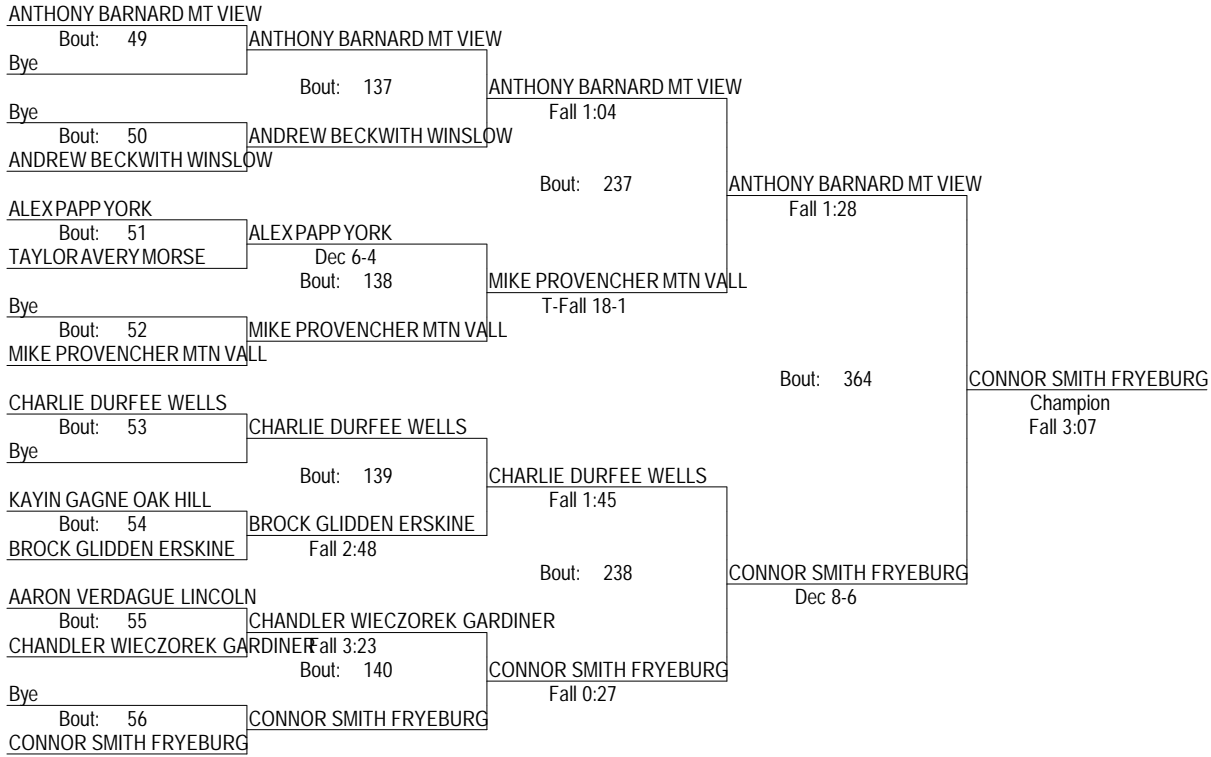 ANTHONY BARNARD MT VIEW
Bout: 49
ANTHONY BARNARD MT VIEW
Bye
Bout: 137
ANTHONY BARNARD MT VIEW
Bye
Fall 1:04
Bout: 50
ANDREW BECKWITH WINSLOW
ANDREW BECKWITH WINSLOW
Bout: 237
ANTHONY BARNARD MT VIEW
ALEX PAPP YORK
Fall 1:28
Bout: 51
ALEX PAPP YORK
TAYLOR AVERY MORSE
Dec 6-4
Bout: 138
MIKE PROVENCHER MTN VALL
Bye
T-Fall 18-1
Bout: 52
MIKE PROVENCHER MTN VALL
MIKE PROVENCHER MTN VALL
Bout: 364
CONNOR SMITH FRYEBURG
CHARLIE DURFEE WELLS
Champion
Bout: 53
CHARLIE DURFEE WELLS
Fall 3:07
Bye
Bout: 139
CHARLIE DURFEE WELLS
KAYIN GAGNE OAK HILL
Fall 1:45
Bout: 54
BROCK GLIDDEN ERSKINE
BROCK GLIDDEN ERSKINE
Fall 2:48
Bout: 238
CONNOR SMITH FRYEBURG
AARON VERDAGUE LINCOLN
Dec 8-6
Bout: 55
CHANDLER WIECZOREK GARDINER
CHANDLER WIECZOREK GARDINER
Fall 3:23
Bout: 140
CONNOR SMITH FRYEBURG
Bye
Fall 0:27
Bout: 56
CONNOR SMITH FRYEBURG
CONNOR SMITH FRYEBURG